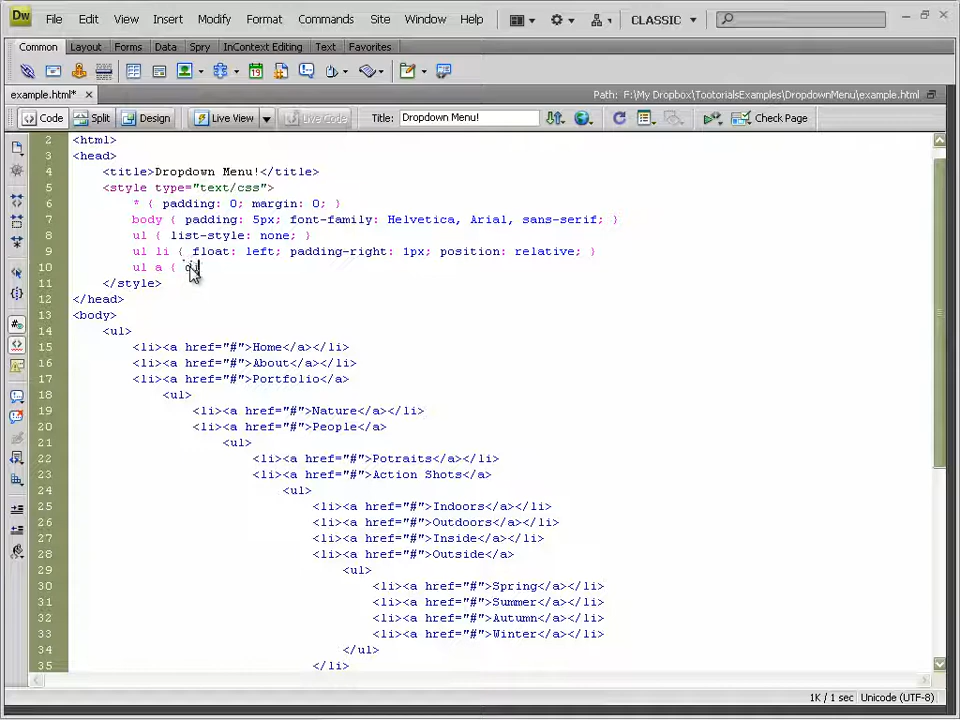 Dw File Edit View Insert Modify Format Commands Site Window Help CLASSIC
Common Layout Forms Data Spry InContext Editing Text Favorites
example.html* Path: F:\My Dropbox\TootorialsExamples\DropdownMenu\example.html
Code Split Design Live View Live Code Title: Dropdown Menu! Check Page
2 <html>
3 <head>
4 <title>Dropdown Menu!</title>
5 <style type="text/css">
6 * { padding: 0; margin: 0; }
7 body { padding: 5px; font-family: Helvetica, Arial, sans-serif; }
8 ul { list-style: none; }
9 ul li { float: left; padding-right: 1px; position: relative; }
10 ul a {
11 </style>
12 </head>
13 <body>
14 <ul>
15 <li><a href="#">Home</a></li>
16 <li><a href="#">About</a></li>
17 <li><a href="#">Portfolio</a>
18 <ul>
19 <li><a href="#">Nature</a></li>
20 <li><a href="#">People</a>
21 <ul>
22 <li><a href="#">Potraits</a></li>
23 <li><a href="#">Action Shots</a>
24 <ul>
25 <li><a href="#">Indoors</a></li>
26 <li><a href="#">Outdoors</a></li>
27 <li><a href="#">Inside</a></li>
28 <li><a href="#">Outside</a>
29 <ul>
30 <li><a href="#">Spring</a></li>
31 <li><a href="#">Summer</a></li>
32 <li><a href="#">Autumn</a></li>
33 <li><a href="#">Winter</a></li>
34 </ul>
35 </li>
1K / 1 sec Unicode (UTF-8)